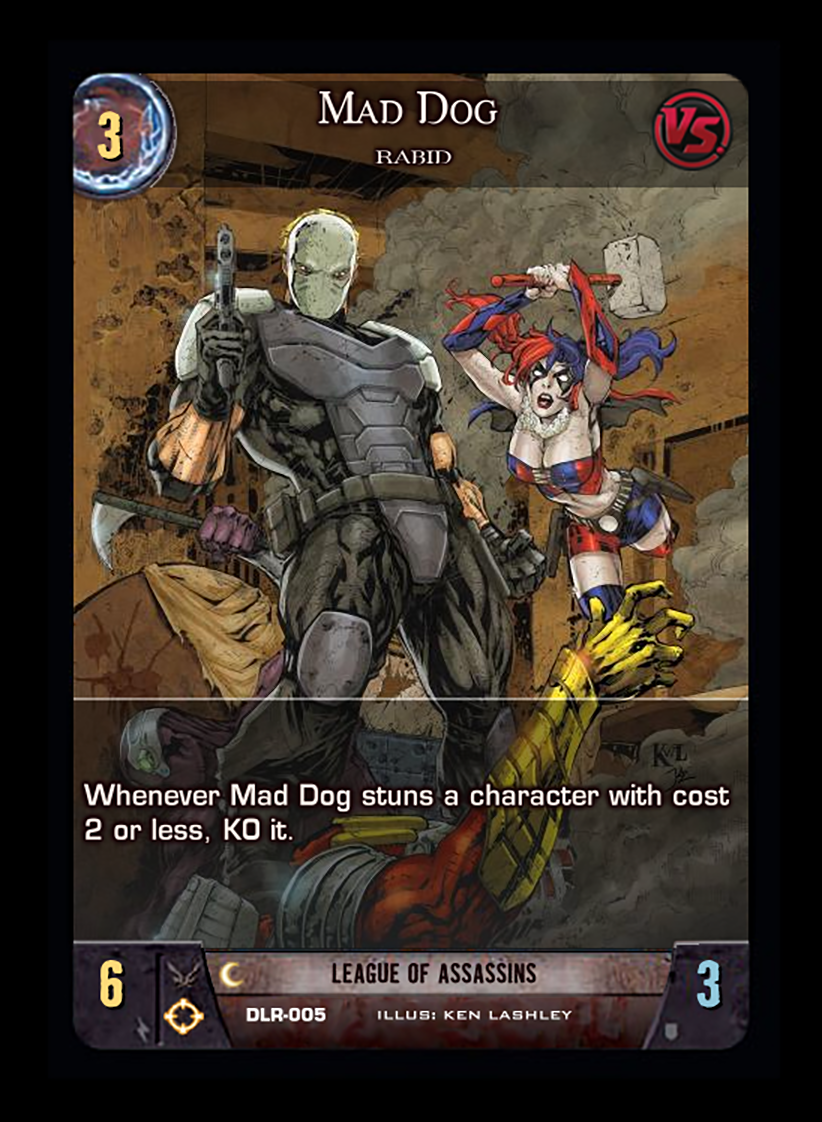 3
Mad Dog
VS.
RABID
KWL
Whenever Mad Dog stuns a character with cost
2 or less, KO it.
6
LEAGUE OF ASSASSINS
3
DLR-005
ILLUS: KEN LASHLEY